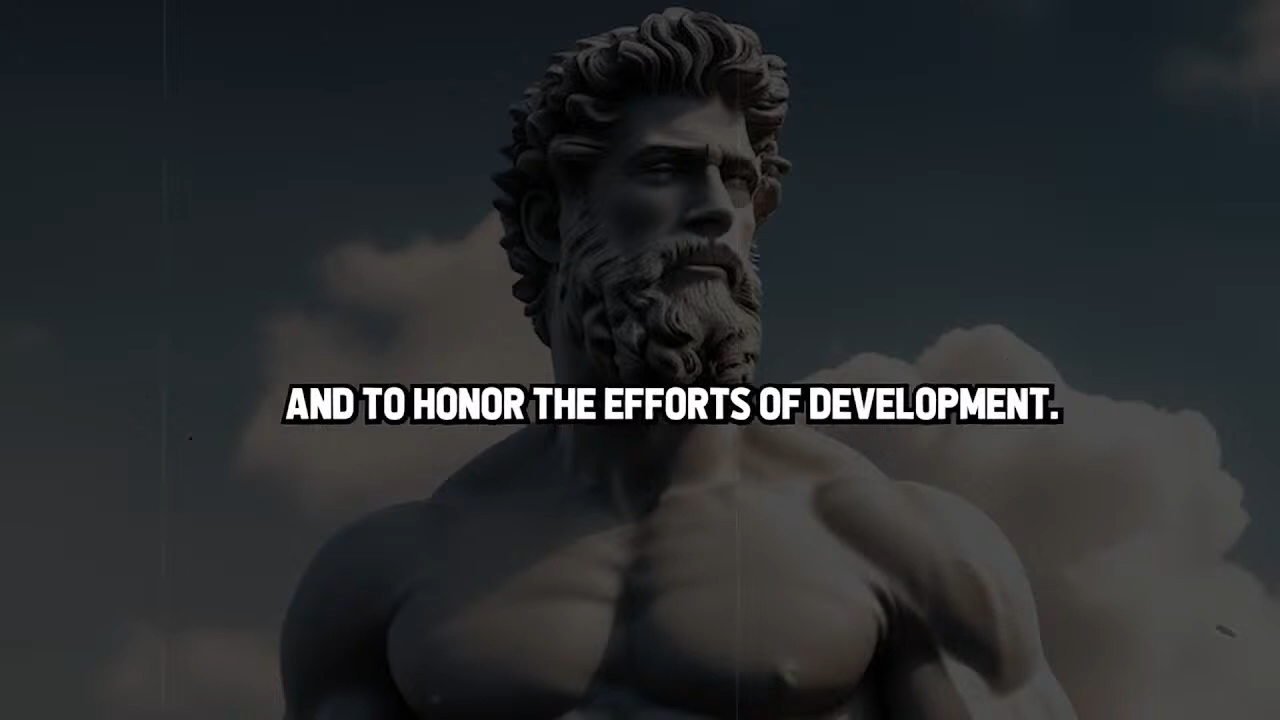 AND TO HONOR THE EFFORTS OF DEVELOPMENT.